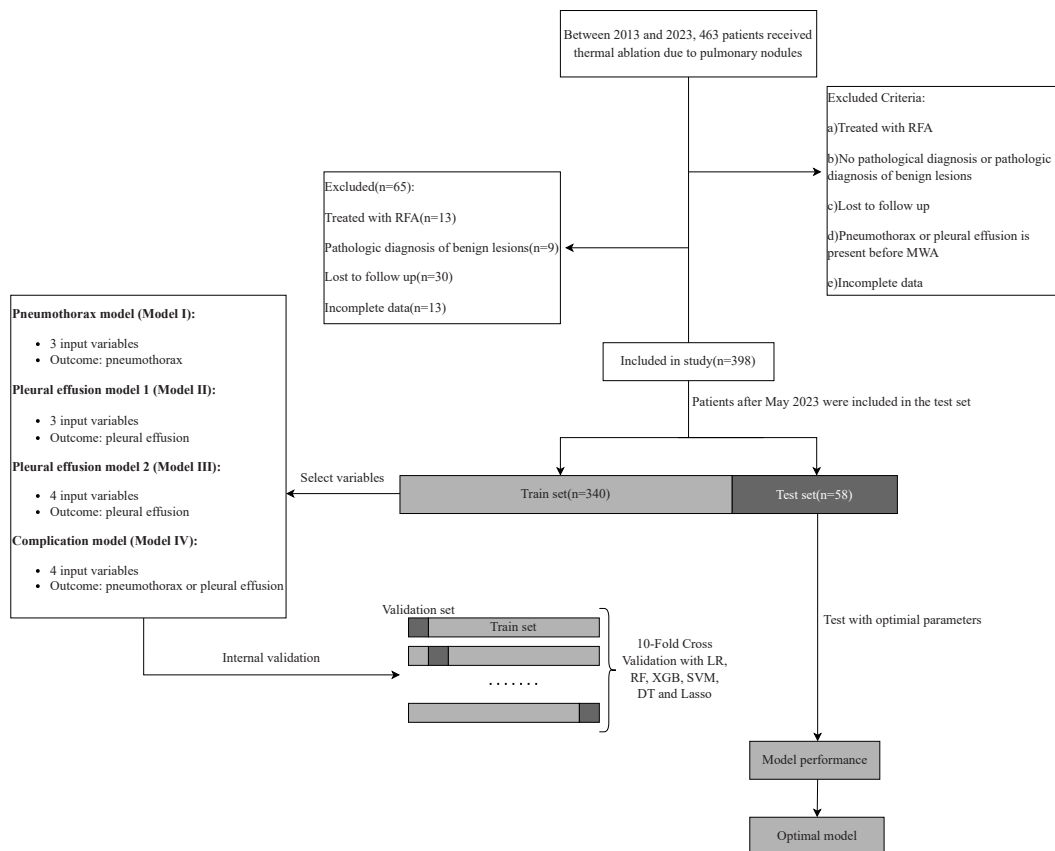 Between 2013 and 2023, 463 patients received
thermal ablation due to pulmonary nodules
Excluded Criteria:
a)Treated with RFA
b)No pathological diagnosis or pathologic
diagnosis of benign lesions
c)Lost to follow up
d)Pneumothorax or pleural effusion is
present before MWA
e)Incomplete data
Excluded(n=65):
Treated with RFA(n=13)
Pathologic diagnosis of benign lesions(n=9)
Lost to follow up(n=30)
Incomplete data(n=13)
Included in study(n=398)
Patients after May 2023 were included in the test set
Train set(n=340)
Test set(n=58)
Select variables
Pneumothorax model (Model I):
• 3 input variables
• Outcome: pneumothorax
Pleural effusion model 1 (Model II):
• 3 input variables
• Outcome: pleural effusion
Pleural effusion model 2 (Model III):
• 4 input variables
• Outcome: pleural effusion
Complication model (Model IV):
• 4 input variables
• Outcome: pneumothorax or pleural effusion
Internal validation
Validation set
Train set
.......
10-Fold Cross
Validation with LR,
RF, XGB, SVM,
DT and Lasso
Test with optimial parameters
Model performance
Optimal model